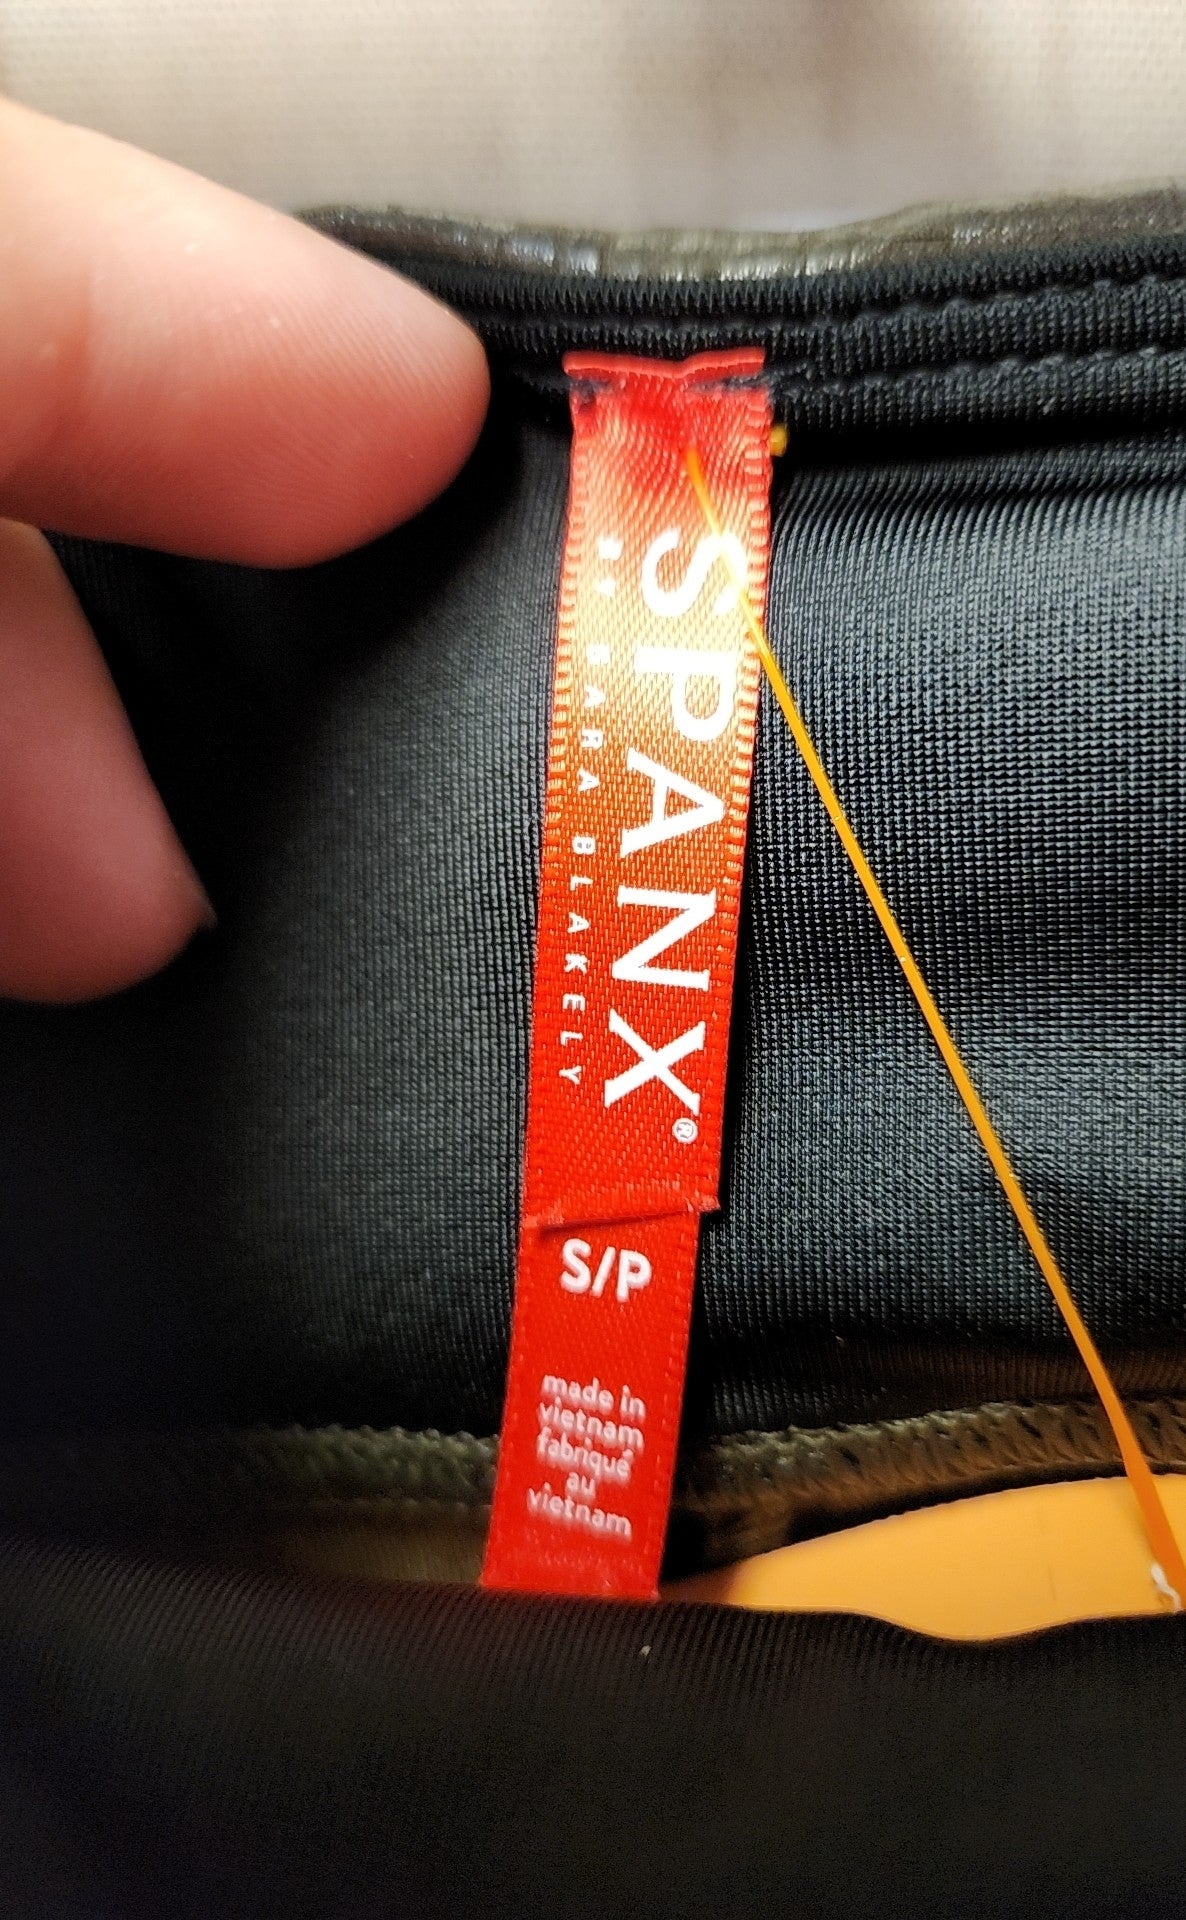 SPANX®
BY SARA BLAKELY
S/P
made in
vietnam
fabriqué
au
vietnam